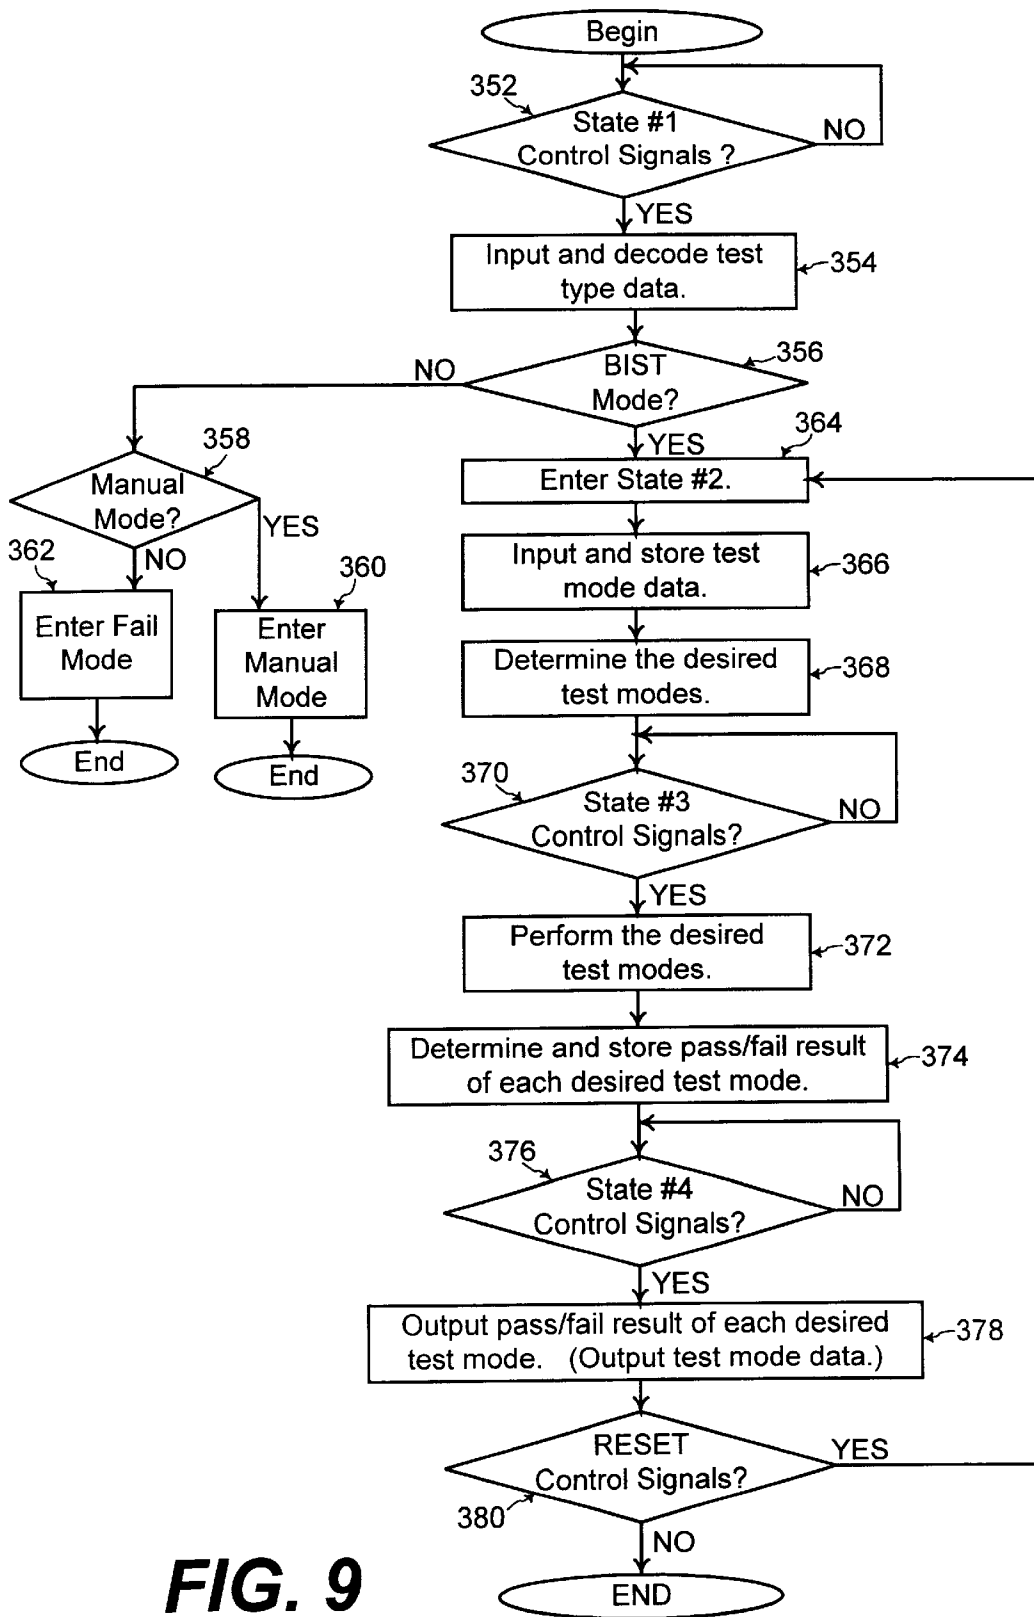 Begin
352
State #1
Control Signals ?
NO
YES
Input and decode test
type data.
354
BIST
Mode?
356
NO
YES
364
Enter State #2.
358
Manual
Mode?
YES
NO
362
360
Enter Fail
Mode
Enter
Manual
Mode
End
End
Input and store test
mode data.
366
Determine the desired
test modes.
368
370
State #3
Control Signals?
NO
YES
Perform the desired
test modes.
372
Determine and store pass/fail result
of each desired test mode.
374
376
State #4
Control Signals?
NO
YES
Output pass/fail result of each desired
test mode. (Output test mode data.)
378
RESET
Control Signals?
YES
380
NO
END
FIG. 9